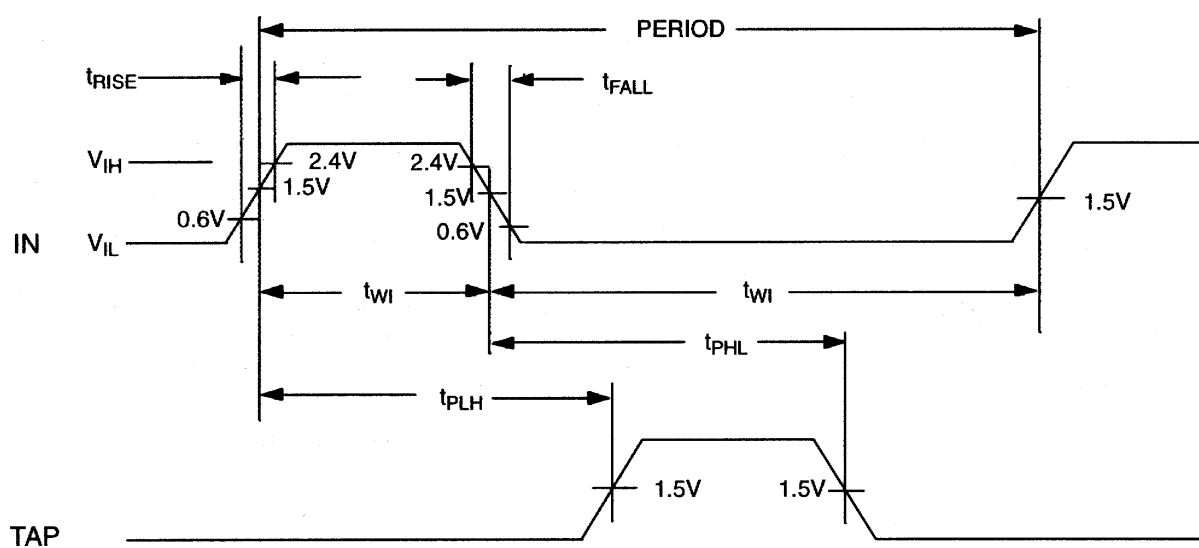 PERIOD
tRISE
tFALL
VIH
2.4V
2.4V
1.5V
1.5V
1.5V
0.6V
0.6V
IN
VIL
tWI
tWI
tPHL
tPLH
1.5V
1.5V
TAP